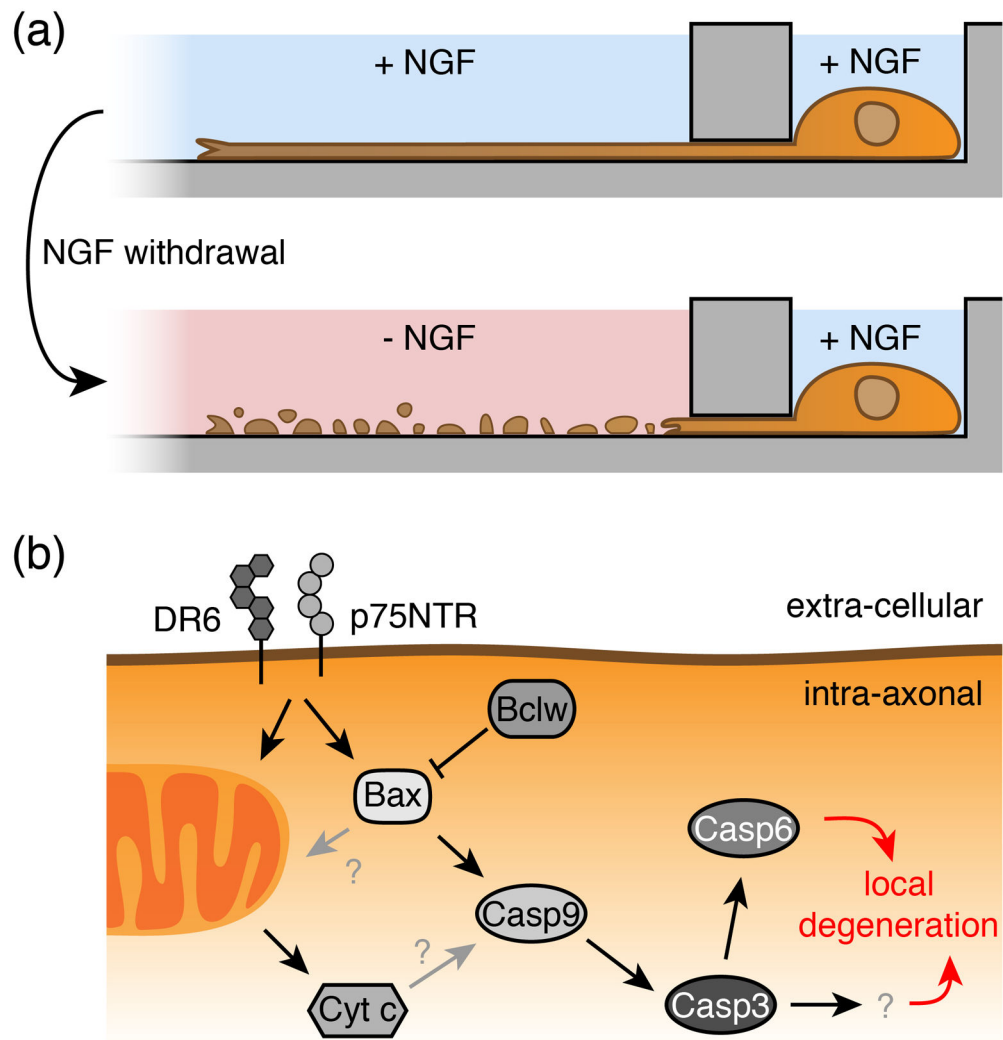 (a)
+ NGF
+ NGF
NGF withdrawal
- NGF
+ NGF
(b)
DR6
p75NTR
extra-cellular
intra-axonal
Bclw
Bax
?
Casp6
local
degeneration
Casp9
?
Cyt c
Casp3
?